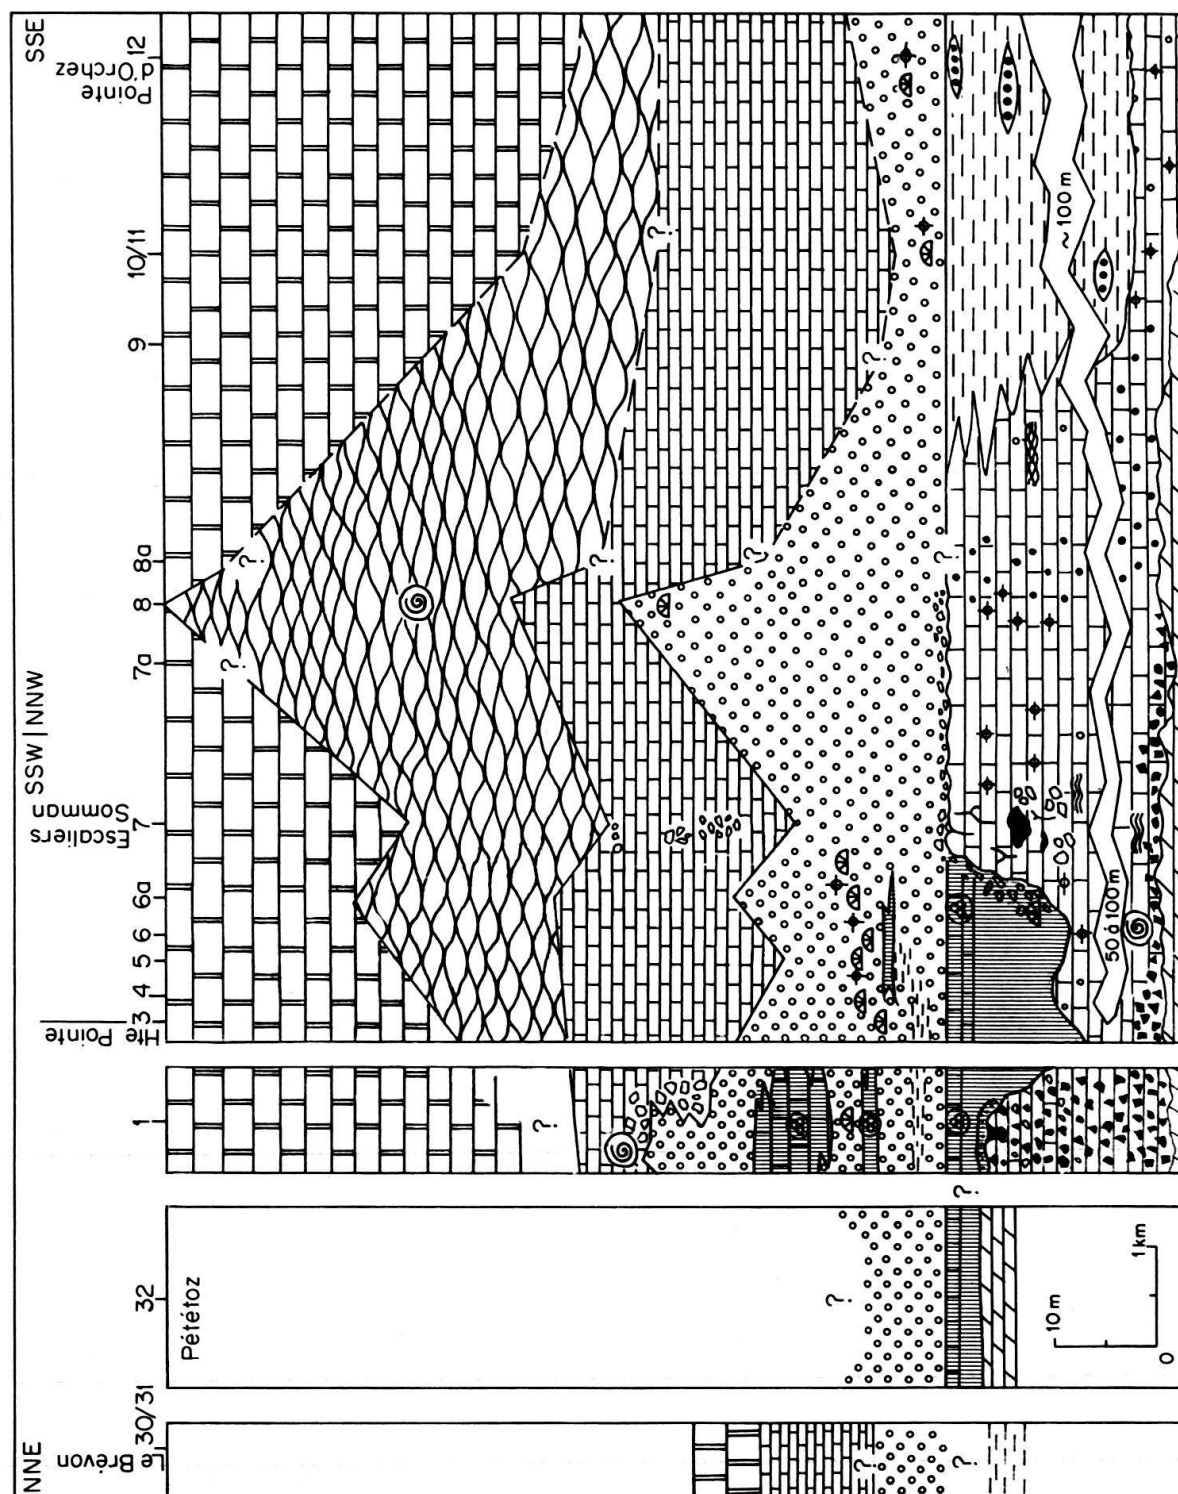 NNE
SSW | NNW
SSE
Le Brévon
Hte Pointe
Escaliers
Somman
Pointe
d'Orchez
30/31 32 1 3 4 5 6 6a 7 7a 8 8a 9 10/11 12
Pététoz
? ?
?
? ?
? ?
?
?
? ? ? ?
10 m
0
1 km
50 à 100 m
~100 m